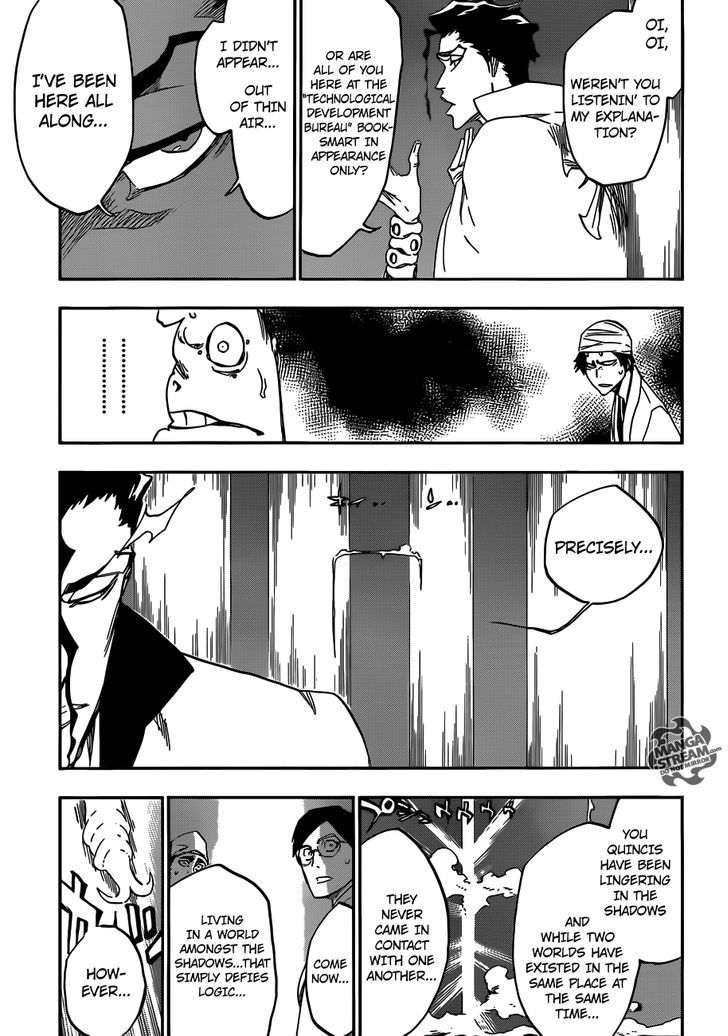 OI,
OI,
WEREN'T YOU
LISTENIN' TO
MY EXPLANA-
TION?
OR ARE
ALL OF YOU
HERE AT THE
"TECHNOLOGICAL
DEVELOPMENT
BUREAU" BOOK-
SMART IN
APPEARANCE
ONLY?
I DIDN'T
APPEAR...
OUT OF
THIN
AIR...
I'VE BEEN
HERE ALL
ALONG...
PRECISELY...
MANGA
STREAM.com
DO NOT MIRROR!
YOU
QUINCIS
HAVE BEEN
LINGERING
IN THE
SHADOWS
AND
WHILE TWO
WORLDS HAVE
EXISTED IN THE
SAME PLACE AT
THE SAME
TIME...
THEY
NEVER
CAME IN
CONTACT
WITH ONE
ANOTHER...
COME
NOW...
LIVING
IN A WORLD
AMONGST THE
SHADOWS...THAT
SIMPLY DEFIES
LOGIC...
HOW-
EVER...